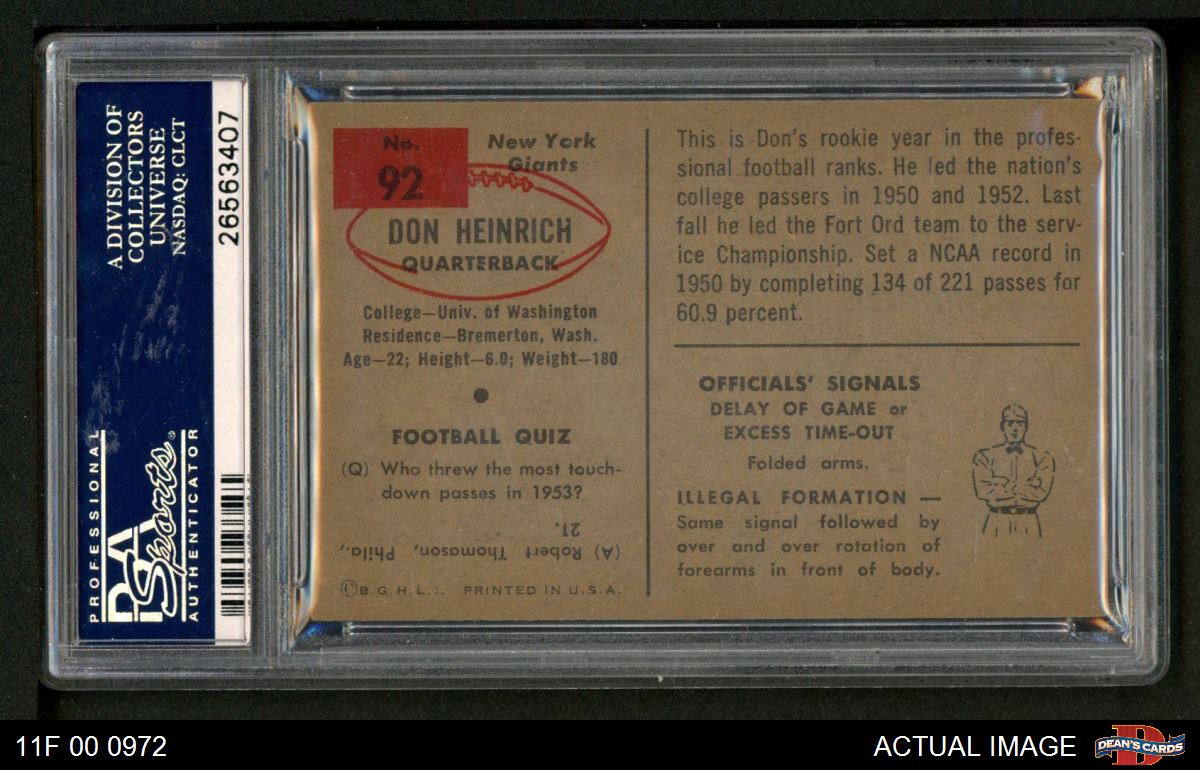 A DIVISION OF
COLLECTORS
UNIVERSE
NASDAQ: CLCT
26563407
PROFESSIONAL
PSA
Sports®
AUTHENTICATOR
No.
92
New York
Giants
DON HEINRICH
QUARTERBACK
College—Univ. of Washington
Residence—Bremerton, Wash.
Age—22; Height—6.0; Weight—180
FOOTBALL QUIZ
(Q) Who threw the most touch-
down passes in 1953?
(A) Robert Thomason, Phila.,
21.
©B.G.H.L.I. PRINTED IN U.S.A.
This is Don's rookie year in the profes-
sional football ranks. He led the nation's
college passers in 1950 and 1952. Last
fall he led the Fort Ord team to the serv-
ice Championship. Set a NCAA record in
1950 by completing 134 of 221 passes for
60.9 percent.
OFFICIALS' SIGNALS
DELAY OF GAME or
EXCESS TIME-OUT
Folded arms.
ILLEGAL FORMATION —
Same signal followed by
over and over rotation of
forearms in front of body.
11F 00 0972
ACTUAL IMAGE
DEAN'S CARDS